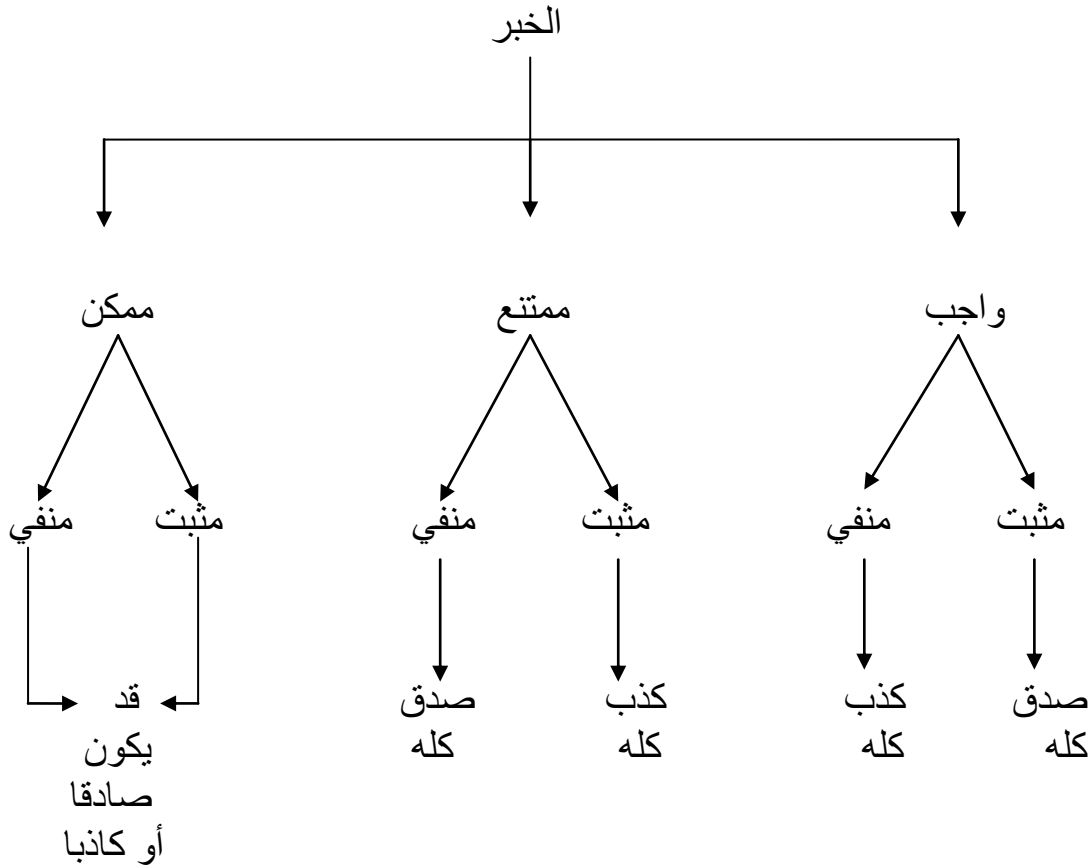 الخبر
واجب
ممتنع
ممكن
مثبت
منفي
مثبت
منفي
مثبت
منفي
صدق
كله
كذب
كله
كذب
كله
صدق
كله
قد
يكون
صادقا
أو كاذبا